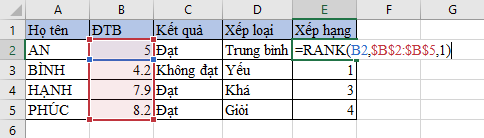 A B C D E F G
1 Họ tên ĐTB Kết quả Xếp loại Xếp hạng
2 AN 5 Đạt Trung bình =RANK(B2,$B$2:$B$5,1)
3 BÌNH 4.2 Không đạt Yếu 1
4 HẠNH 7.9 Đạt Khá 3
5 PHÚC 8.2 Đạt Giỏi 4
6